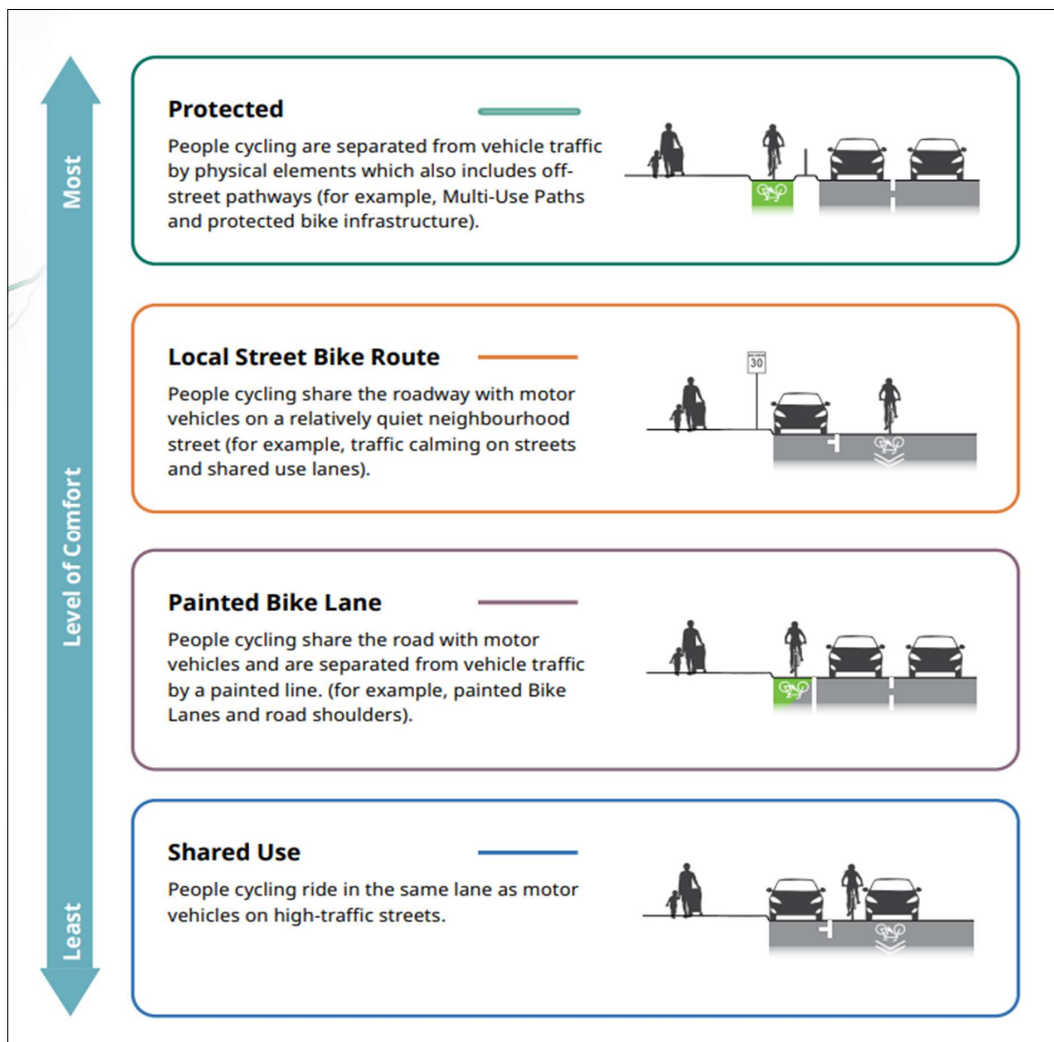 Most
Level of Comfort
Least
Protected
People cycling are separated from vehicle traffic
by physical elements which also includes off-
street pathways (for example, Multi-Use Paths
and protected bike infrastructure).
Local Street Bike Route
People cycling share the roadway with motor
vehicles on a relatively quiet neighbourhood
street (for example, traffic calming on streets
and shared use lanes).
30
Painted Bike Lane
People cycling share the road with motor
vehicles and are separated from vehicle traffic
by a painted line. (for example, painted Bike
Lanes and road shoulders).
Shared Use
People cycling ride in the same lane as motor
vehicles on high-traffic streets.